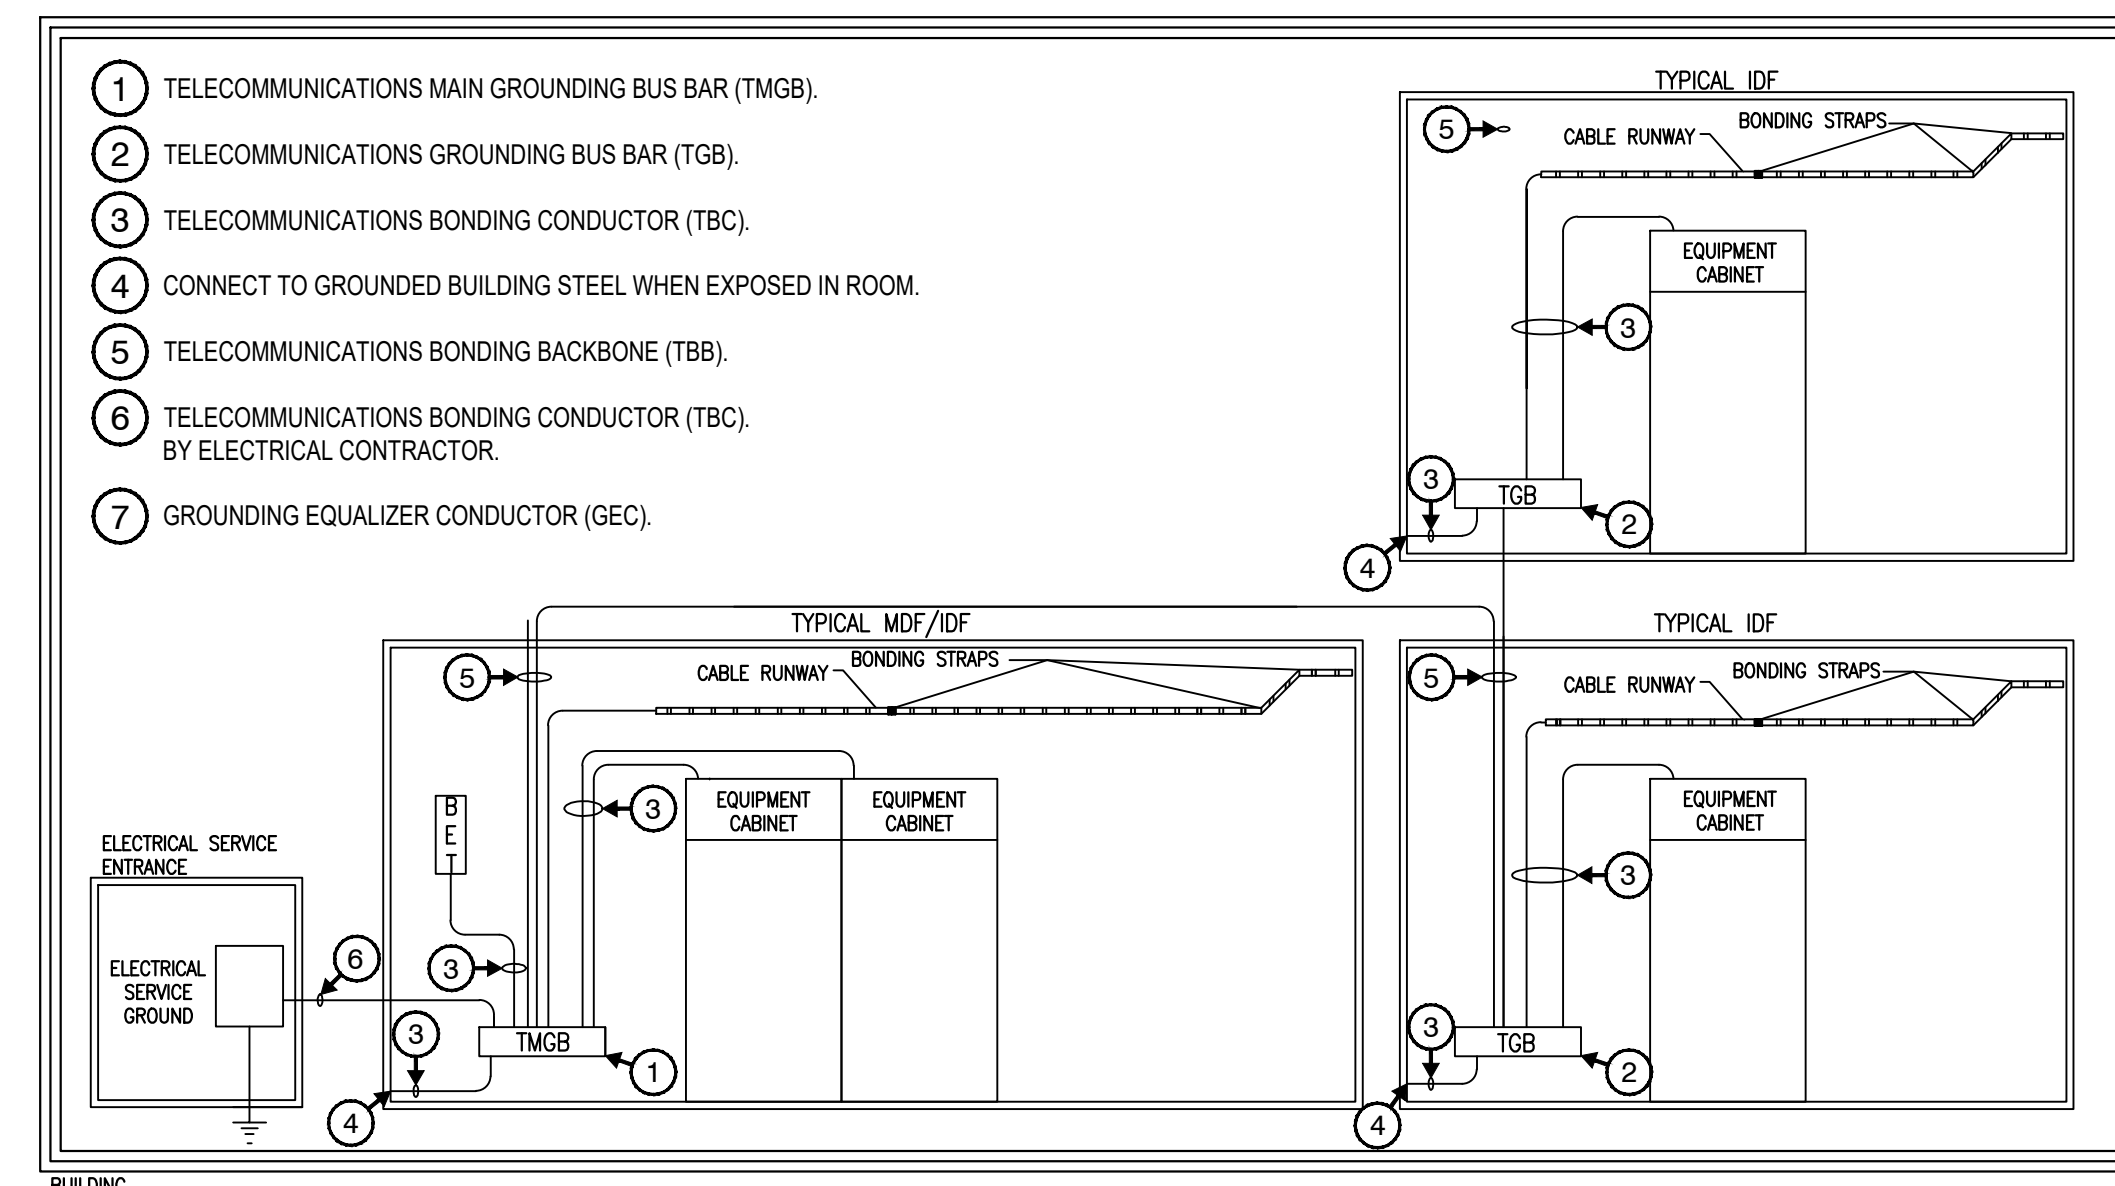 1 TELECOMMUNICATIONS MAIN GROUNDING BUS BAR (TMGB).
2 TELECOMMUNICATIONS GROUNDING BUS BAR (TGB).
3 TELECOMMUNICATIONS BONDING CONDUCTOR (TBC).
4 CONNECT TO GROUNDED BUILDING STEEL WHEN EXPOSED IN ROOM.
5 TELECOMMUNICATIONS BONDING BACKBONE (TBB).
6 TELECOMMUNICATIONS BONDING CONDUCTOR (TBC).
BY ELECTRICAL CONTRACTOR.
7 GROUNDING EQUALIZER CONDUCTOR (GEC).
TYPICAL IDF
5
CABLE RUNWAY
BONDING STRAPS
EQUIPMENT
CABINET
3
3
TGB
2
4
TYPICAL MDF/IDF
5
CABLE RUNWAY
BONDING STRAPS
B
E
T
3
EQUIPMENT
CABINET
EQUIPMENT
CABINET
ELECTRICAL SERVICE
ENTRANCE
ELECTRICAL
SERVICE
GROUND
6
3
3
TMGB
1
4
TYPICAL IDF
5
CABLE RUNWAY
BONDING STRAPS
EQUIPMENT
CABINET
3
3
TGB
2
4
BUILDING